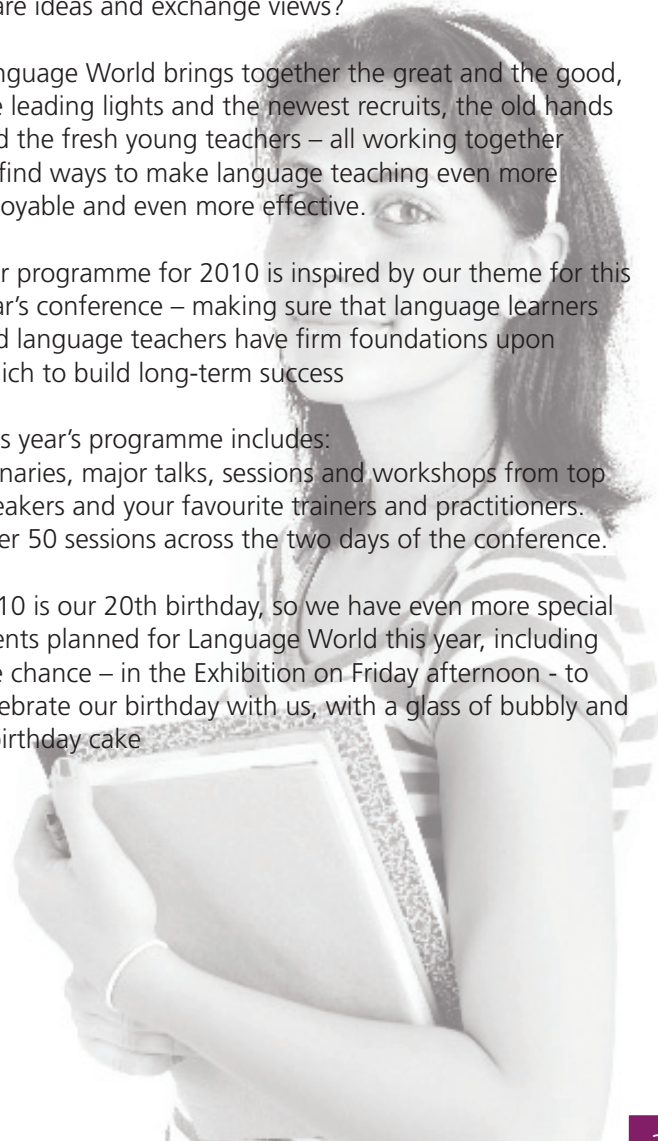 are ideas and exchange views?
nguage World brings together the great and the good,
e leading lights and the newest recruits, the old hands
d the fresh young teachers – all working together
find ways to make language teaching even more
oyable and even more effective.
r programme for 2010 is inspired by our theme for this
ar’s conference – making sure that language learners
d language teachers have firm foundations upon
ich to build long-term success
s year’s programme includes:
naries, major talks, sessions and workshops from top
eakers and your favourite trainers and practitioners.
er 50 sessions across the two days of the conference.
10 is our 20th birthday, so we have even more special
ents planned for Language World this year, including
e chance – in the Exhibition on Friday afternoon - to
ebrate our birthday with us, with a glass of bubbly and
birthday cake